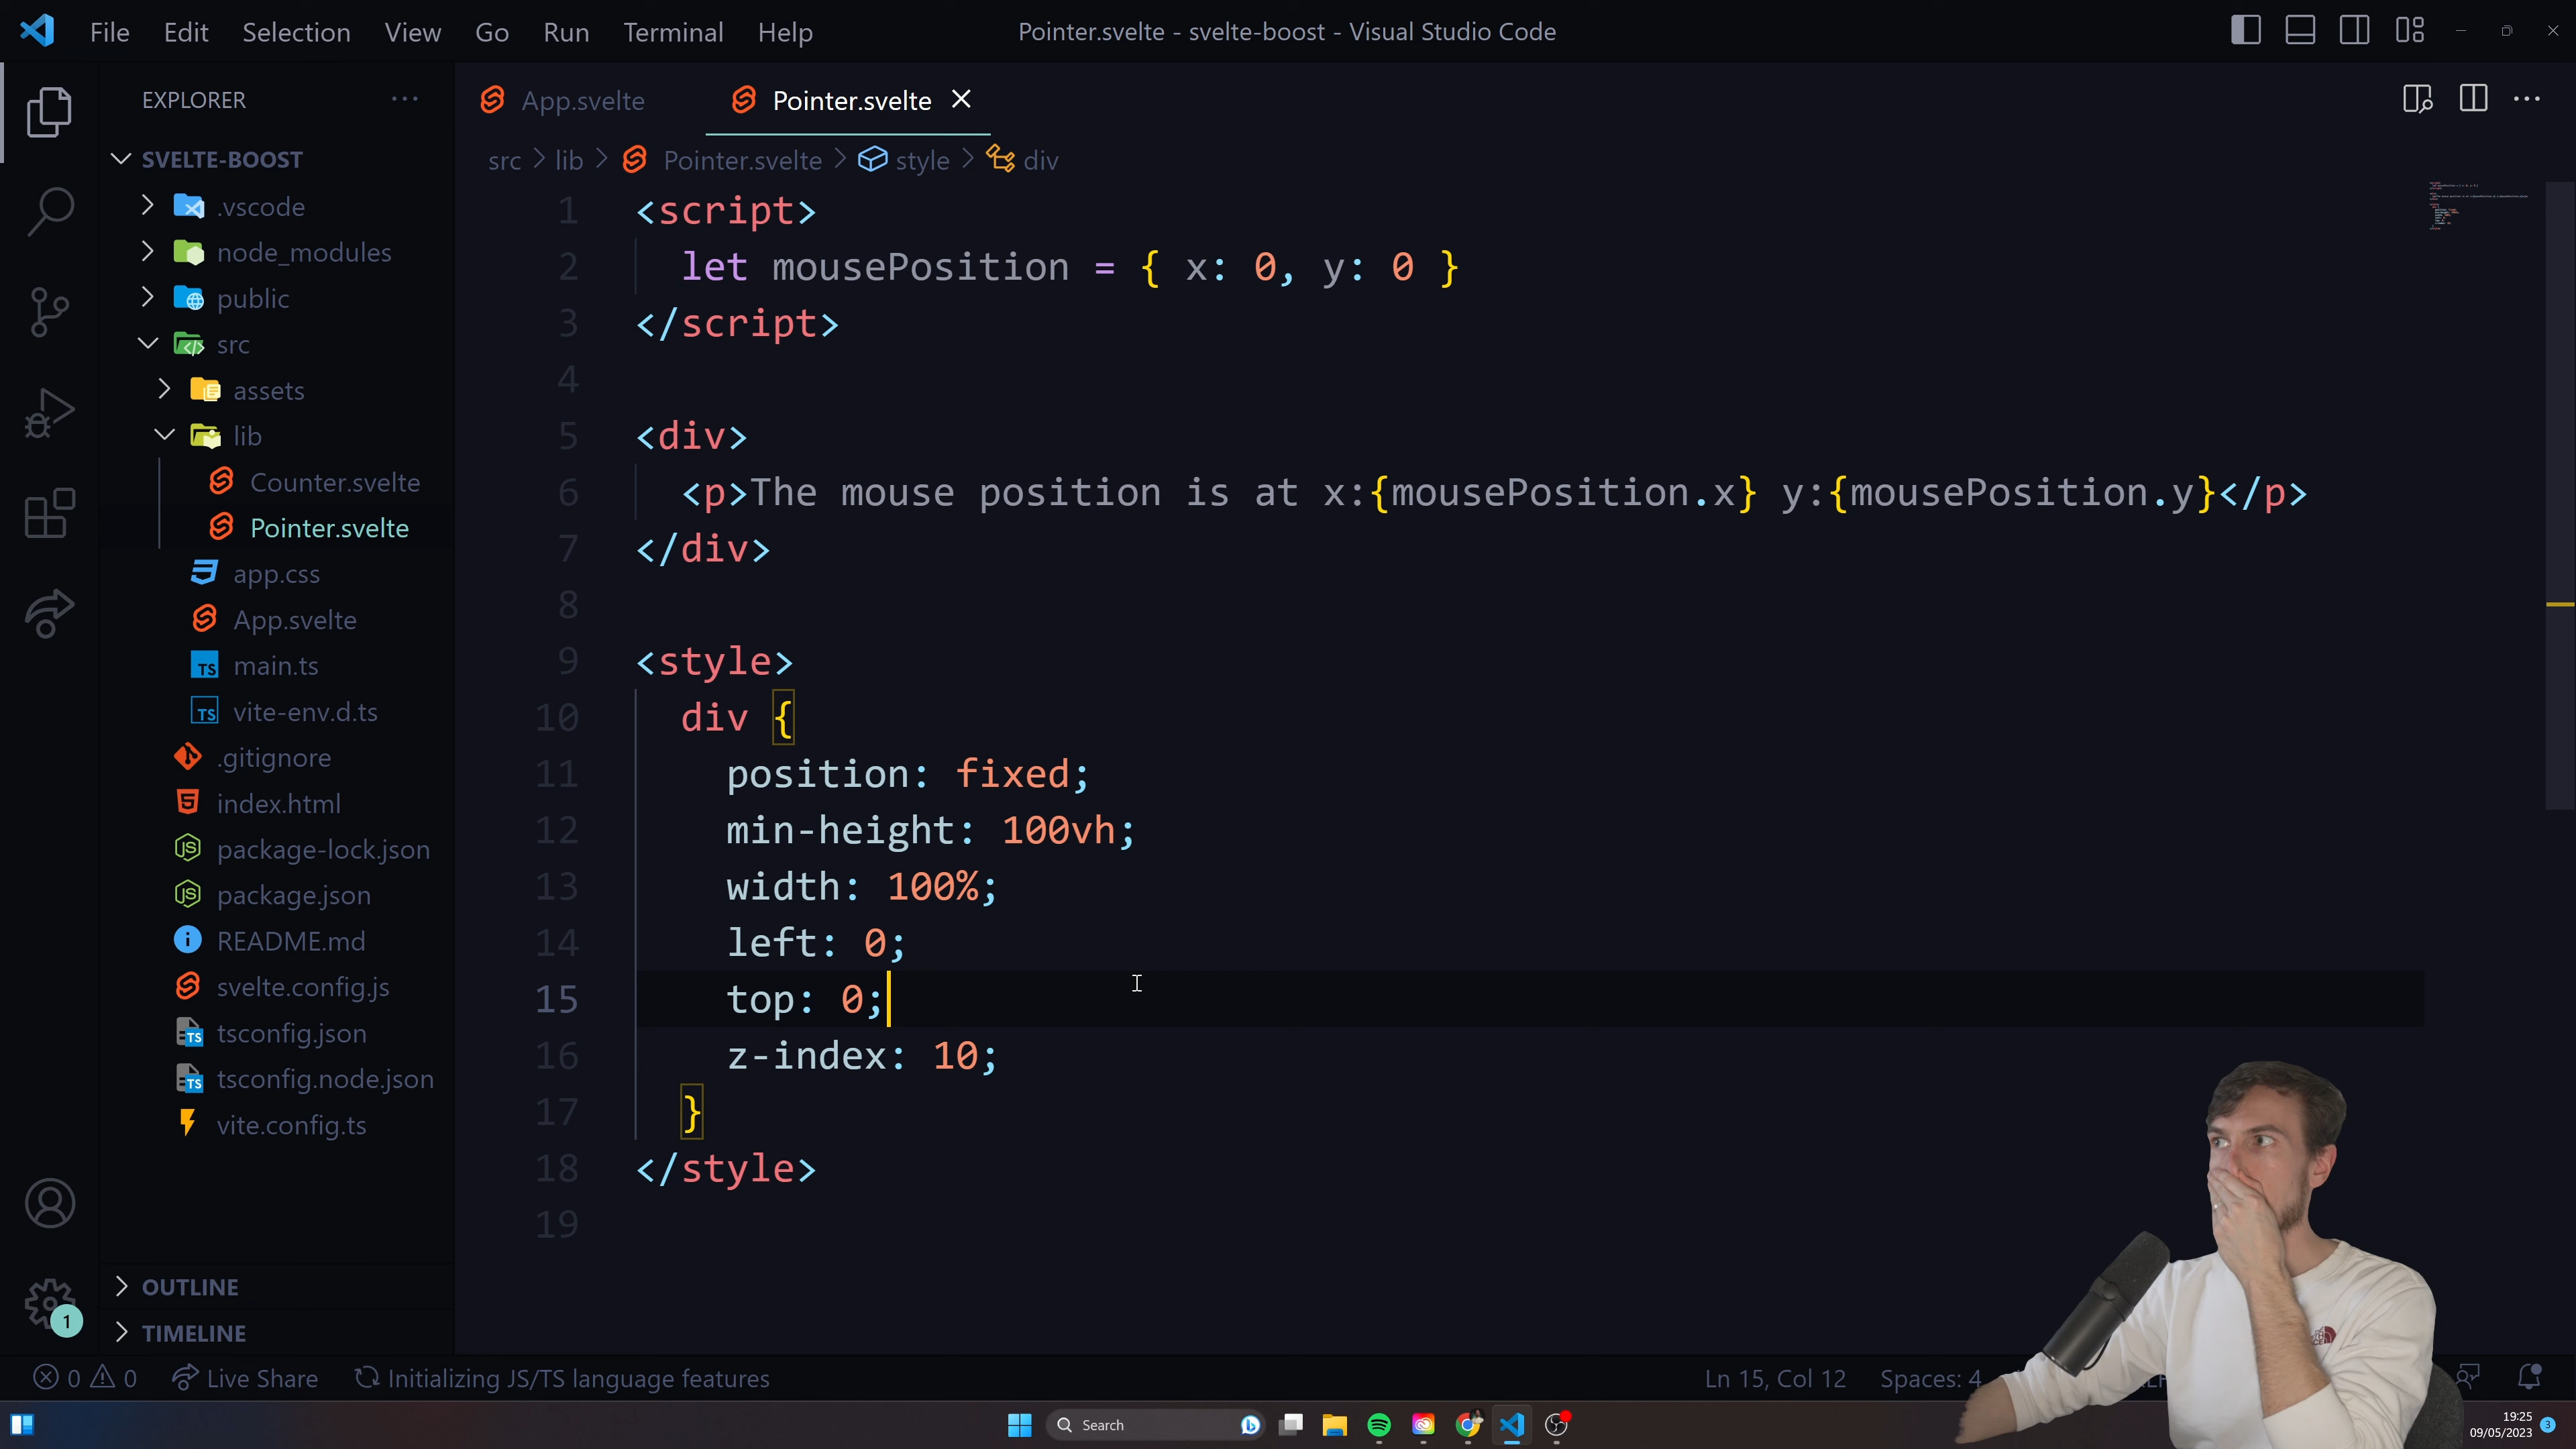 File Edit Selection View Go Run Terminal Help
Pointer.svelte - svelte-boost - Visual Studio Code
EXPLORER
SVELTE-BOOST
.vscode
node_modules
public
src
assets
lib
Counter.svelte
Pointer.svelte
app.css
App.svelte
TS main.ts
TS vite-env.d.ts
.gitignore
index.html
package-lock.json
package.json
README.md
svelte.config.js
tsconfig.json
tsconfig.node.json
vite.config.ts
OUTLINE
TIMELINE
1
App.svelte Pointer.svelte
src > lib > Pointer.svelte > style > div
1 <script>
2 let mousePosition = { x: 0, y: 0 }
3 </script>
4
5 <div>
6 <p>The mouse position is at x:{mousePosition.x} y:{mousePosition.y}</p>
7 </div>
8
9 <style>
10 div {
11 position: fixed;
12 min-height: 100vh;
13 width: 100%;
14 left: 0;
15 top: 0;
16 z-index: 10;
17 }
18 </style>
19
0 0 Live Share Initializing JS/TS language features Ln 15, Col 12 Spaces: 4
Search
19:25
09/05/2023
3